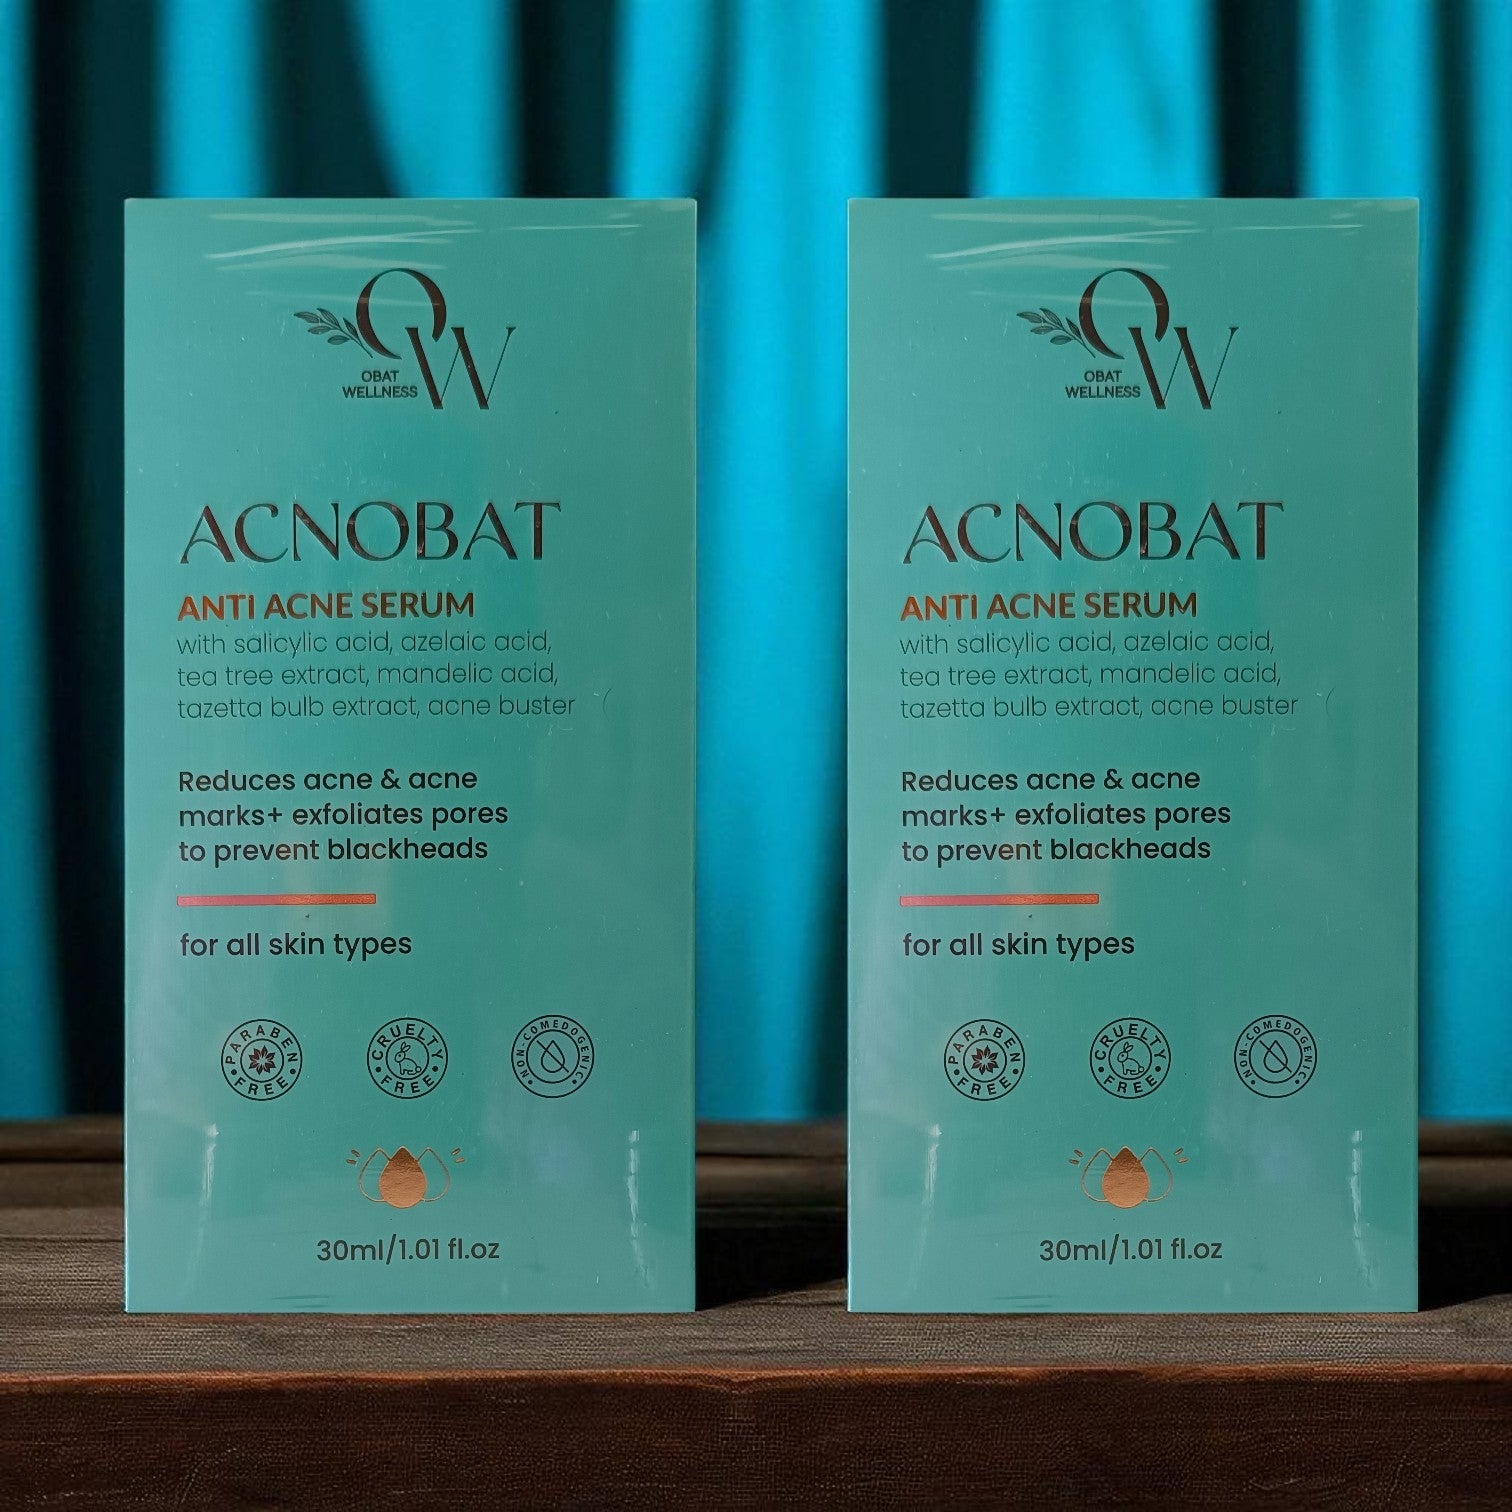 OW
OBAT
WELLNESS
ACNOBAT
ANTI ACNE SERUM
with salicylic acid, azelaic acid,
tea tree extract, mandelic acid,
tazetta bulb extract, acne buster
Reduces acne & acne
marks+ exfoliates pores
to prevent blackheads
for all skin types
PARABEN FREE
CRUELTY FREE
NON-COMEDOGENIC
30ml/1.01 fl.oz
OW
OBAT
WELLNESS
ACNOBAT
ANTI ACNE SERUM
with salicylic acid, azelaic acid,
tea tree extract, mandelic acid,
tazetta bulb extract, acne buster
Reduces acne & acne
marks+ exfoliates pores
to prevent blackheads
for all skin types
PARABEN FREE
CRUELTY FREE
NON-COMEDOGENIC
30ml/1.01 fl.oz